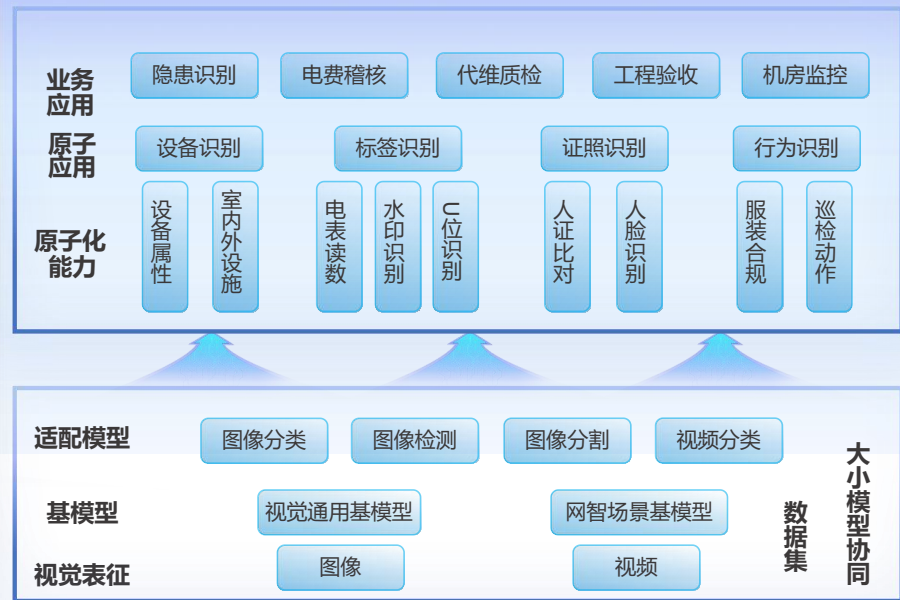 业务
应用
隐患识别
电费稽核
代维质检
工程验收
机房监控
原子
应用
设备识别
标签识别
证照识别
行为识别
原子化
能力
设备属性
室内外设施
电表读数
水印识别
U位识别
人证比对
人脸识别
服装合规
巡检动作
适配模型
图像分类
图像检测
图像分割
视频分类
基模型
视觉通用基模型
网智场景基模型
视觉表征
图像
视频
数据集
大小模型协同